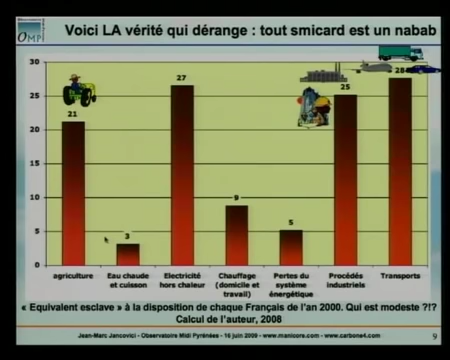 OMP
Voici LA vérité qui dérange : tout smicard est un nabab
30
25
20
15
10
5
0
21
3
27
9
5
25
28
agriculture
Eau chaude
et cuisson
Electricité
hors chaleur
Chauffage
(domicile et
travail)
Pertes du
système
énergétique
Procédés
industriels
Transports
« Equivalent esclave » à la disposition de chaque Français de l'an 2000. Qui est modeste ?!?
Calcul de l'auteur, 2008
Jean-Marc Jancovici - Observatoire Midi Pyrénées - 16 juin 2009 - www.manicore.com - www.carbone4.com
9